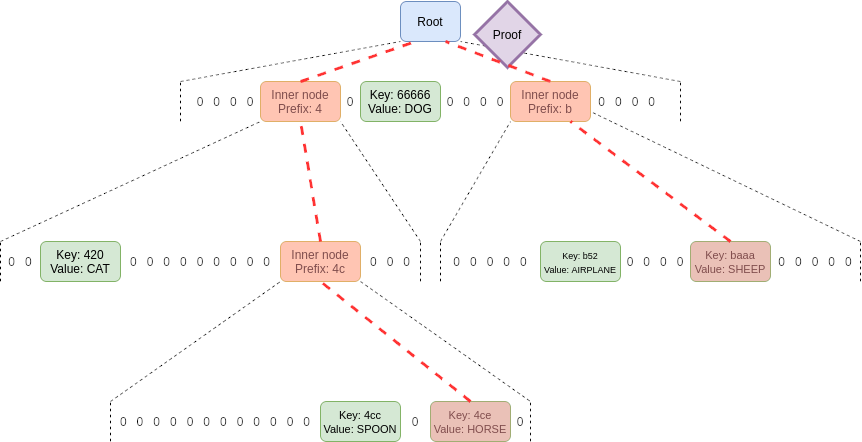 Root
Proof
0 0 0 0
Inner node
Prefix: 4
0
Key: 66666
Value: DOG
0 0 0 0
Inner node
Prefix: b
0 0 0 0
0 0
Key: 420
Value: CAT
0 0 0 0 0 0 0 0 0
Inner node
Prefix: 4c
0 0 0
0 0 0 0 0
Key: b52
Value: AIRPLANE
0 0 0 0
Key: baaa
Value: SHEEP
0 0 0 0 0
0 0 0 0 0 0 0 0 0 0 0 0
Key: 4cc
Value: SPOON
0
Key: 4ce
Value: HORSE
0